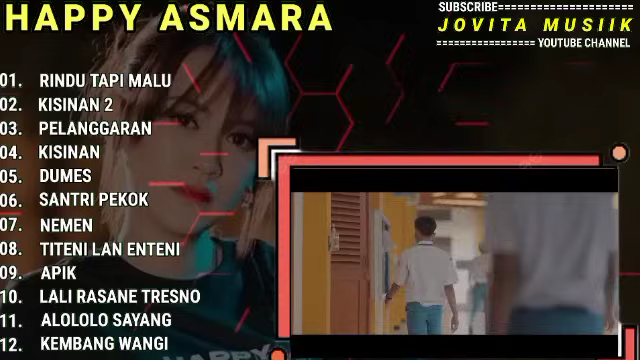 HAPPY ASMARA
SUBSCRIBE====================
JOVITA MUSIIK
================== YOUTUBE CHANNEL
01. RINDU TAPI MALU
02. KISINAN 2
03. PELANGGARAN
04. KISINAN
05. DUMES
06. SANTRI PEKOK
07. NEMEN
08. TITENI LAN ENTENI
09. APIK
10. LALI RASANE TRESNO
11. ALOLOLO SAYANG
12. KEMBANG WANGI
HAPPY